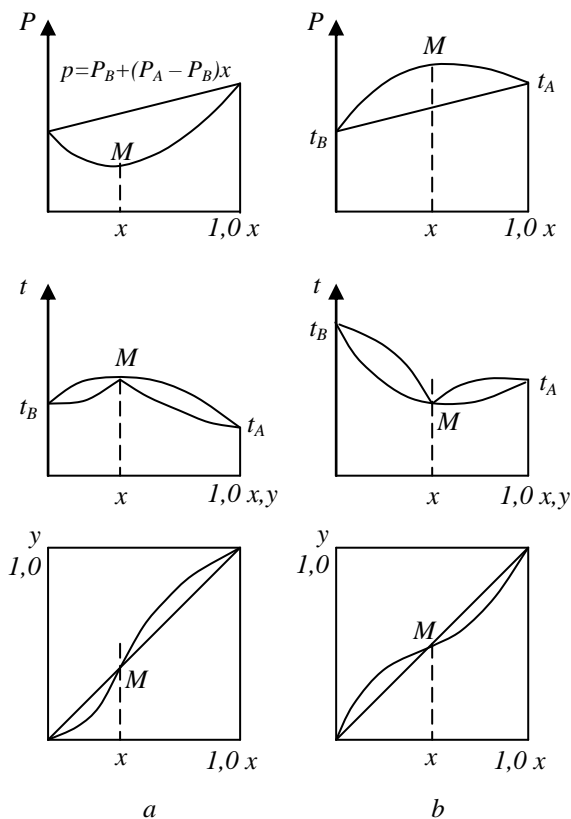 P
p=P_B+(P_A – P_B)x
M
x
1,0 x
P
M
t_A
t_B
x
1,0 x
t
M
t_B
t_A
x
1,0 x,y
t
t_B
t_A
M
x
1,0 x,y
y
1,0
M
x
1,0 x
y
1,0
M
x
1,0 x
a
b